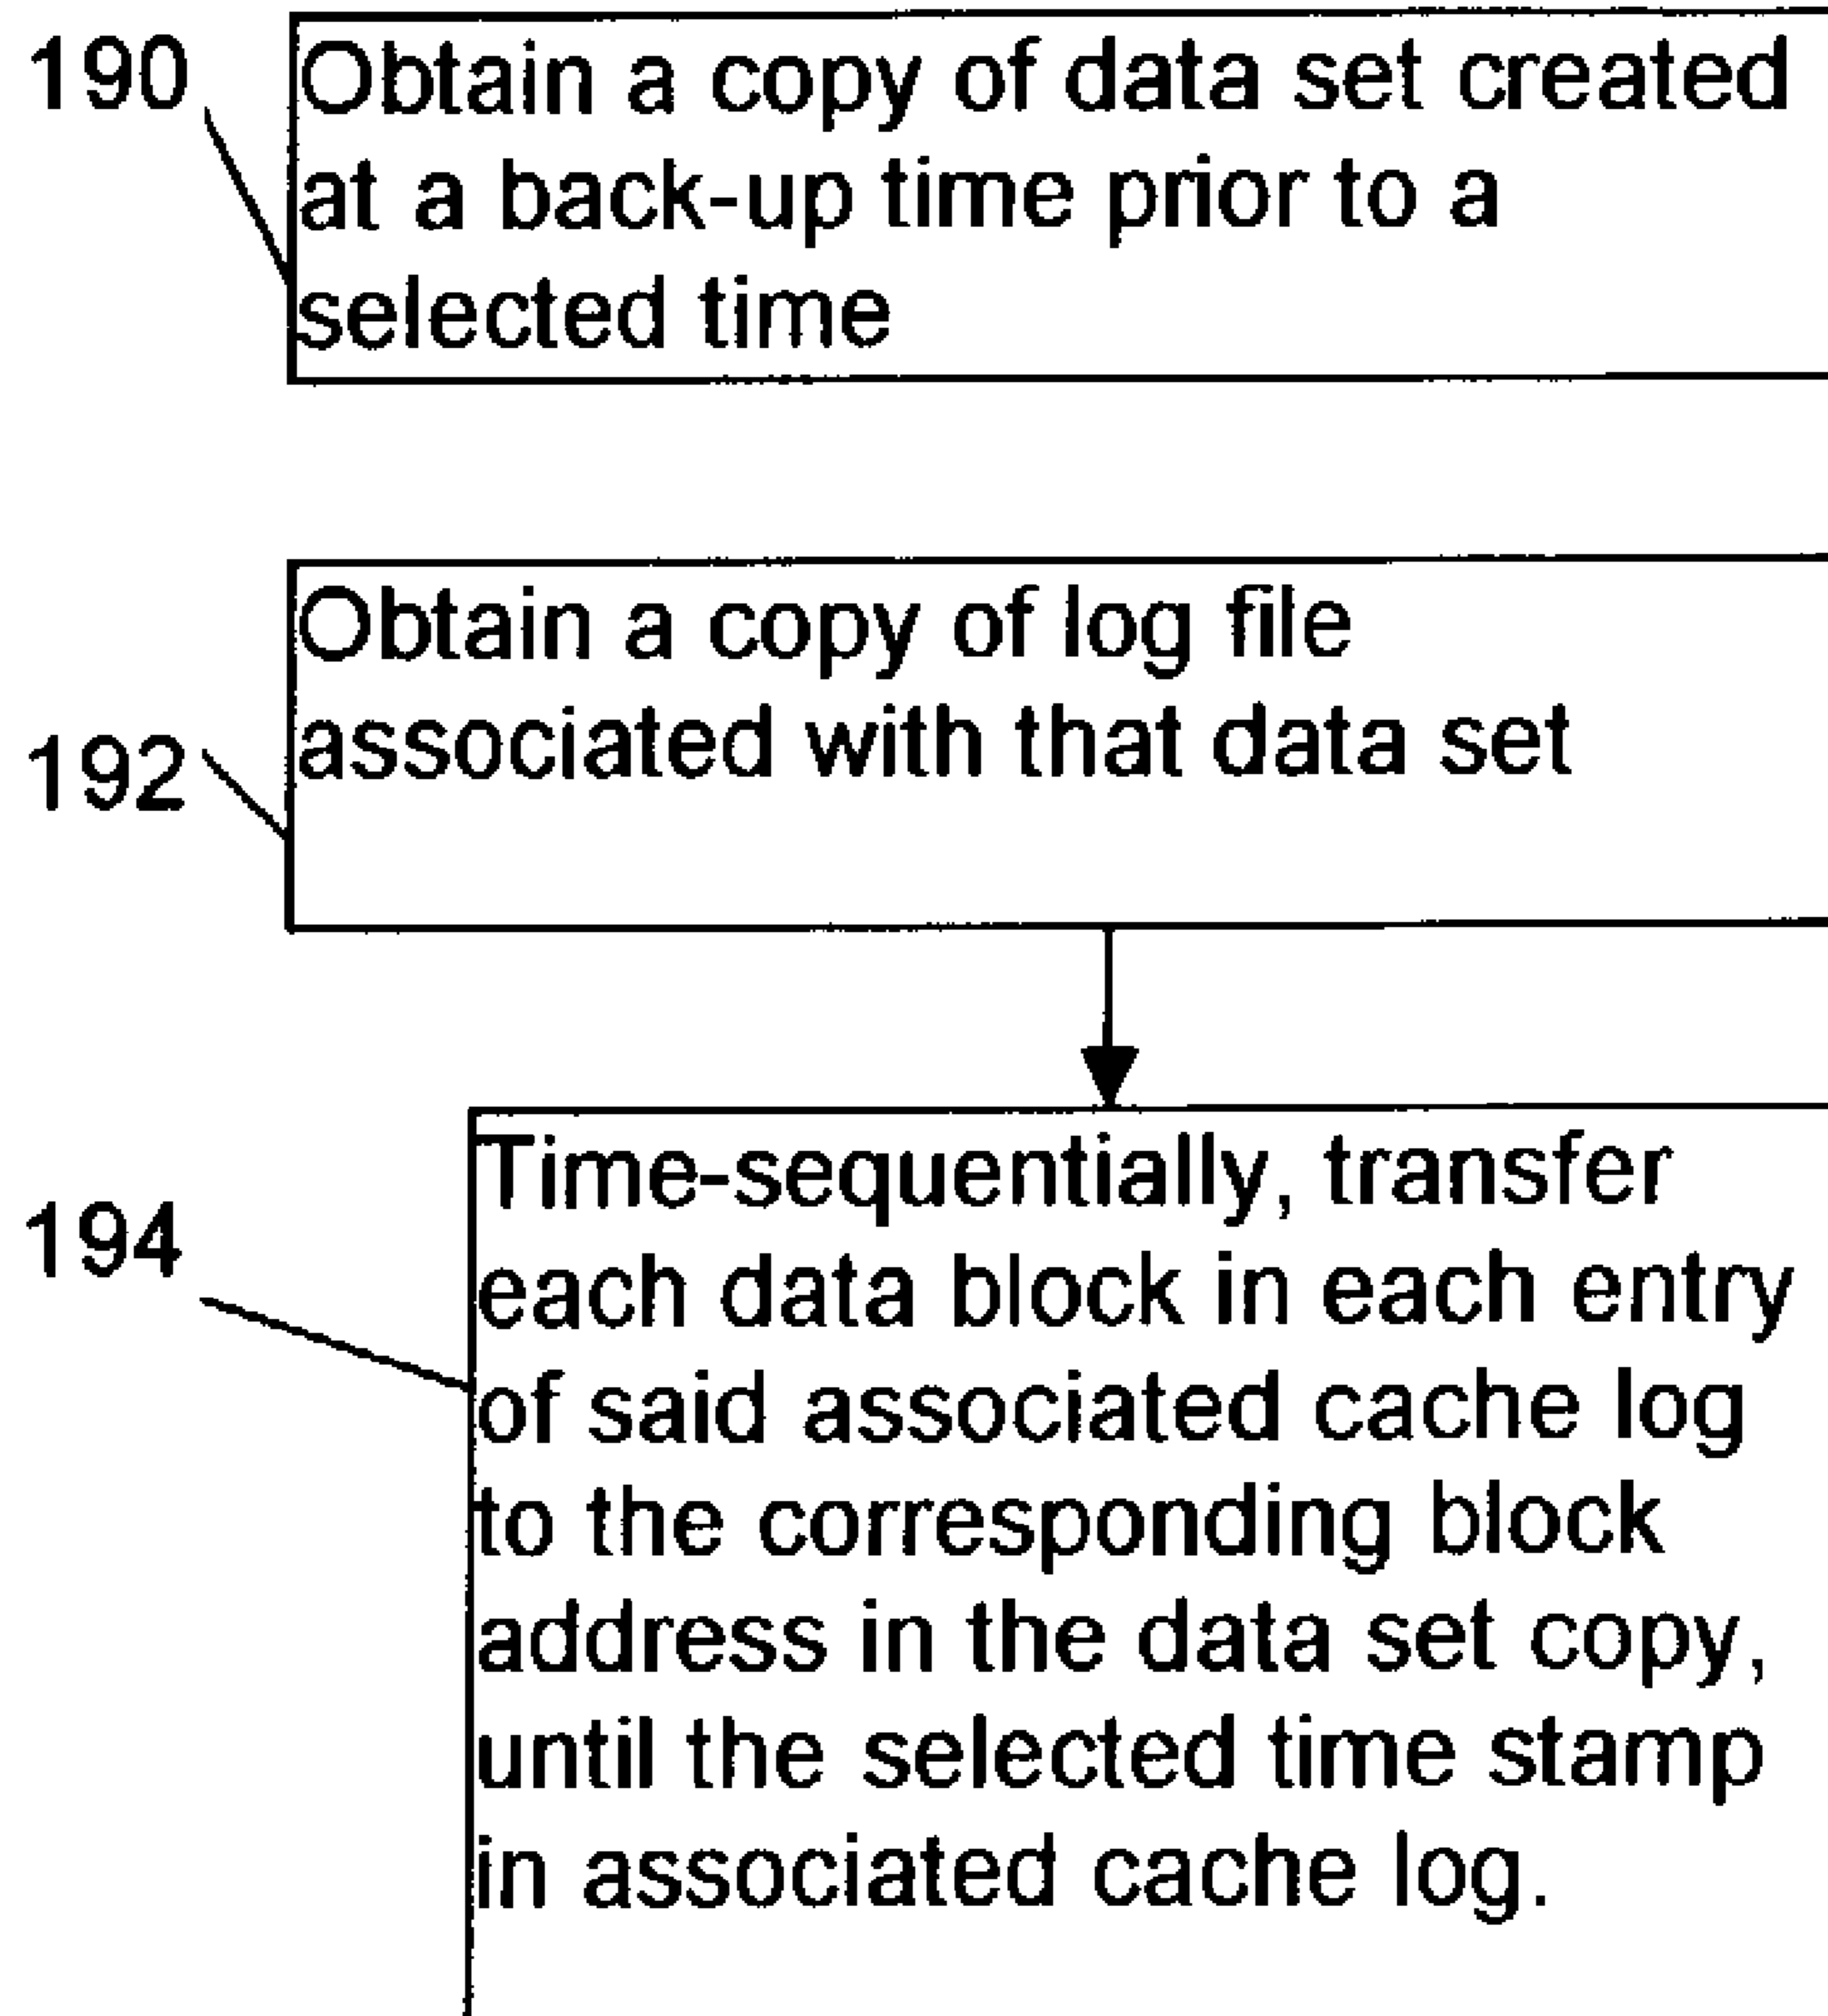 190
Obtain a copy of data set created
at a back-up time prior to a
selected time
Obtain a copy of log file
associated with that data set
192
Time-sequentially, transfer
194
each data block in each entry
of said associated cache log
to the corresponding block
address in the data set copy,
until the selected time stamp
in associated cache log.